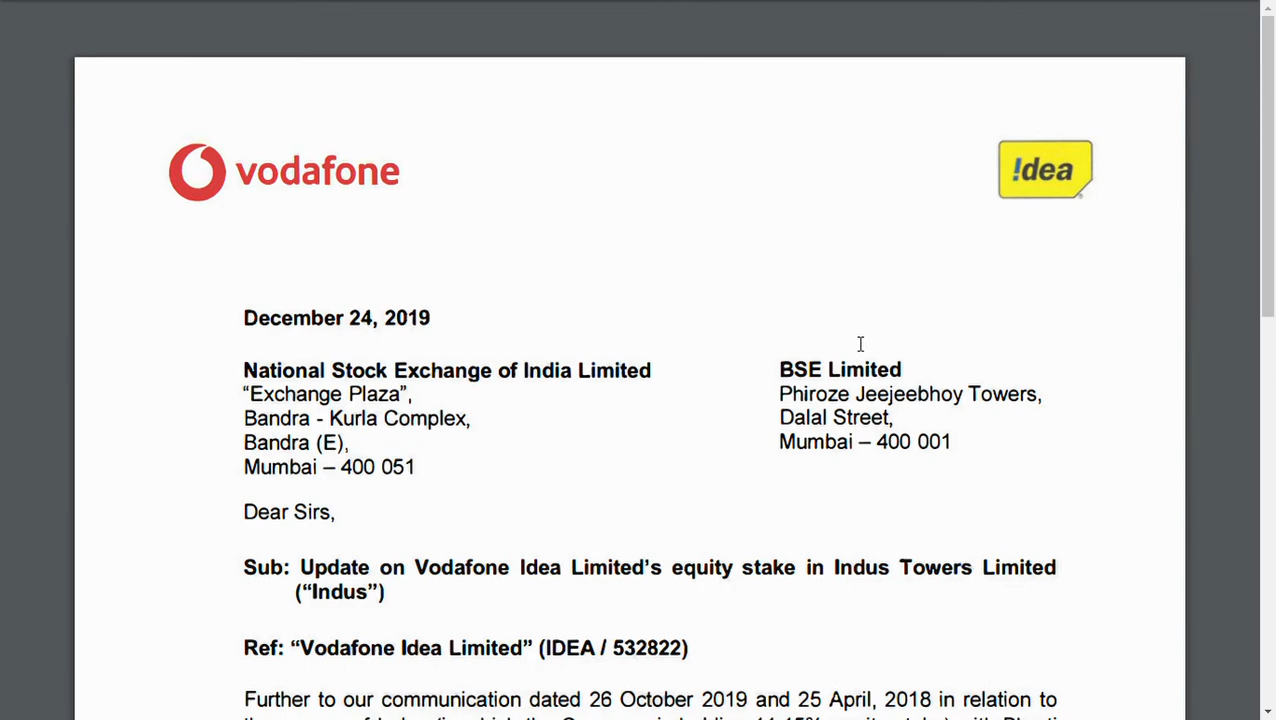 vodafone
!dea
December 24, 2019
National Stock Exchange of India Limited
“Exchange Plaza”,
Bandra - Kurla Complex,
Bandra (E),
Mumbai – 400 051
BSE Limited
Phiroze Jeejeebhoy Towers,
Dalal Street,
Mumbai – 400 001
Dear Sirs,
Sub: Update on Vodafone Idea Limited’s equity stake in Indus Towers Limited
(“Indus”)
Ref: “Vodafone Idea Limited” (IDEA / 532822)
Further to our communication dated 26 October 2019 and 25 April, 2018 in relation to